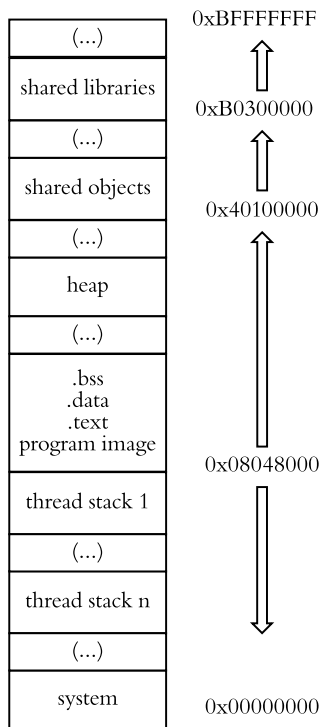 0xBFFFFFFF
(...)
shared libraries
0xB0300000
(...)
shared objects
0x40100000
(...)
heap
(...)
.bss
.data
.text
program image
0x08048000
thread stack 1
(...)
thread stack n
(...)
system
0x00000000